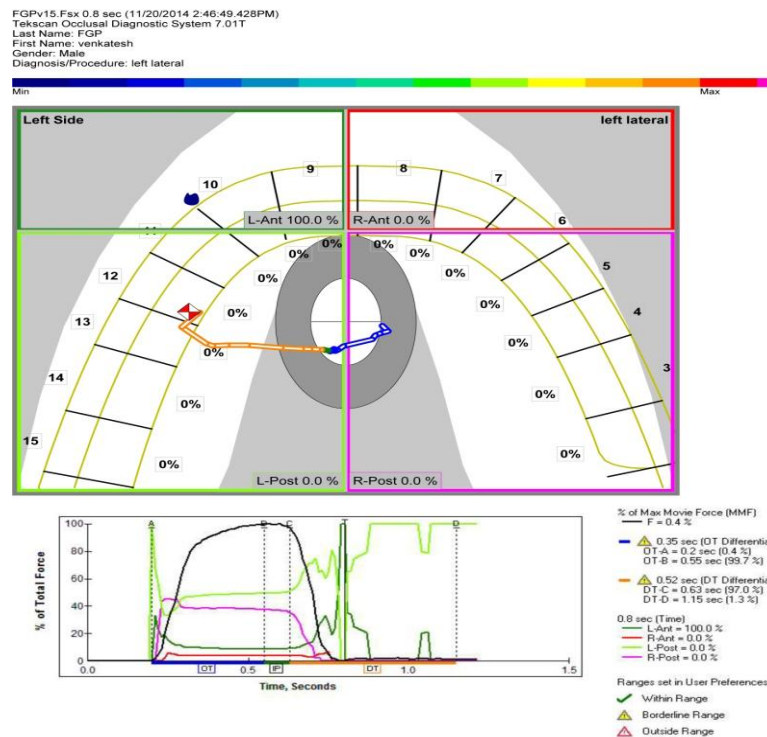 FGPv15.Fsx 0.8 sec (11/20/2014 2:46:49.428PM)
Tekscan Occlusal Diagnostic System 7.01T
Last Name: FGP
First Name: venkatesh
Gender: Male
Diagnosis/Procedure: left lateral
Min Max
Left Side left lateral
9 8
10 7
L-Ant 100.0 % R-Ant 0.0 %
6
0% 0% 0% 0%
5
12 0% 0%
4
13 0% 0%
0% 0%
3
14
0% 0%
15
0% 0%
L-Post 0.0 % R-Post 0.0 %
% of Total Force
100
80
60
40
20
0
A B C T D
0.0 0.5 1.0 1.5
OT IP DT
Time, Seconds
% of Max Movie Force (MMF)
F = 0.4 %
0.35 sec (OT Differentia
OT-A = 0.2 sec (0.4 %)
OT-B = 0.55 sec (99.7 %)
0.52 sec (DT Differentia
DT-C = 0.63 sec (97.0 %)
DT-D = 1.15 sec (1.3 %)
0.8 sec (Time)
L-Ant = 100.0 %
R-Ant = 0.0 %
L-Post = 0.0 %
R-Post = 0.0 %
Ranges set in User Preferences
Within Range
Borderline Range
Outside Range